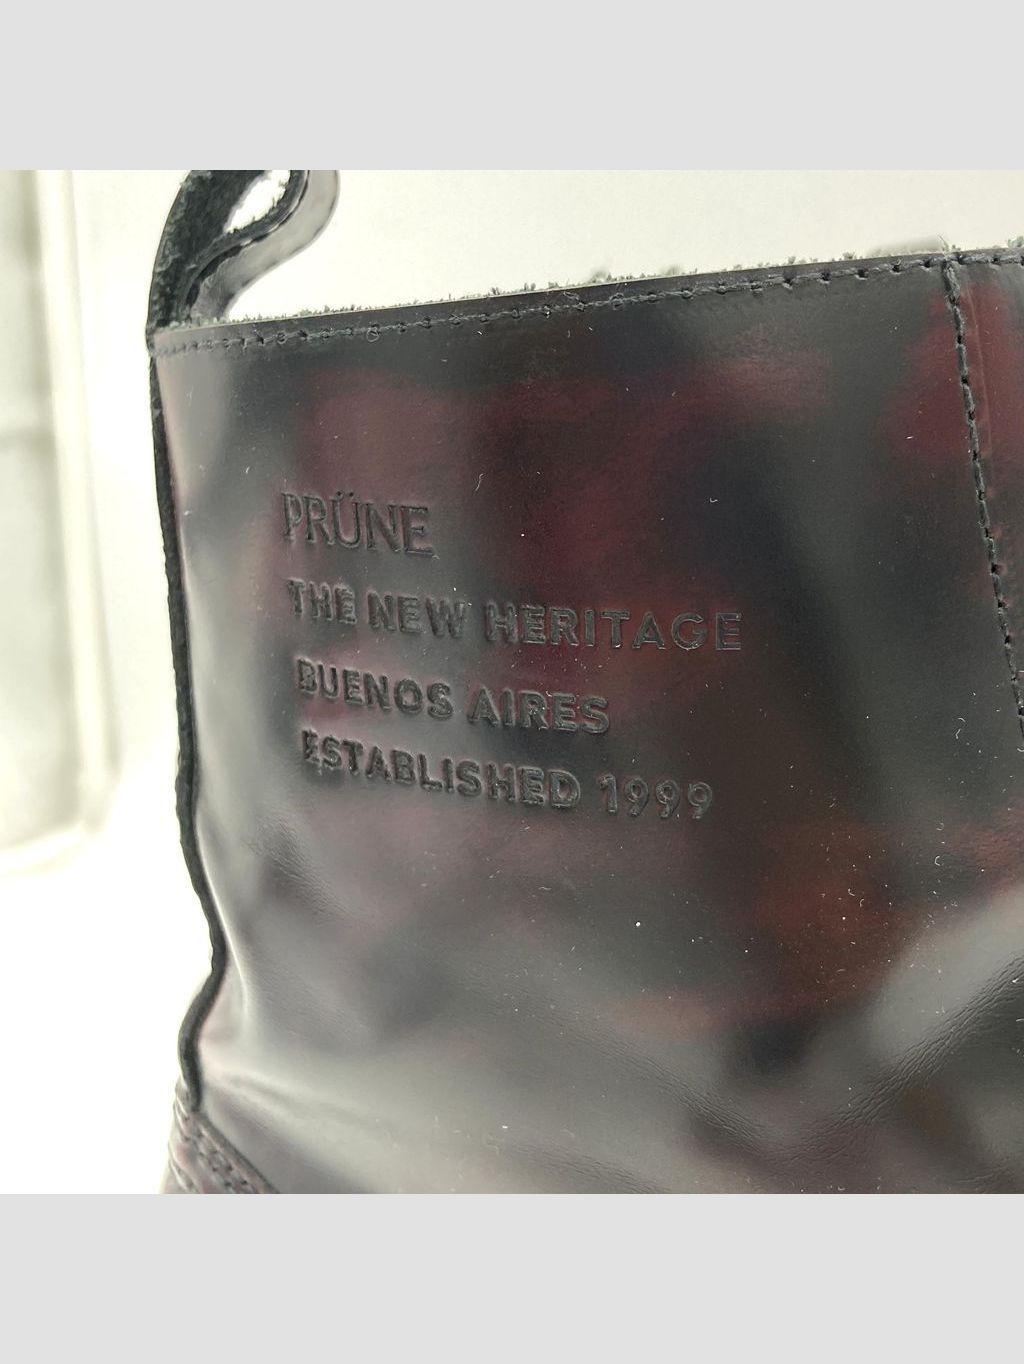 PRÜNE
THE NEW HERITAGE
BUENOS AIRES
ESTABLISHED 1999